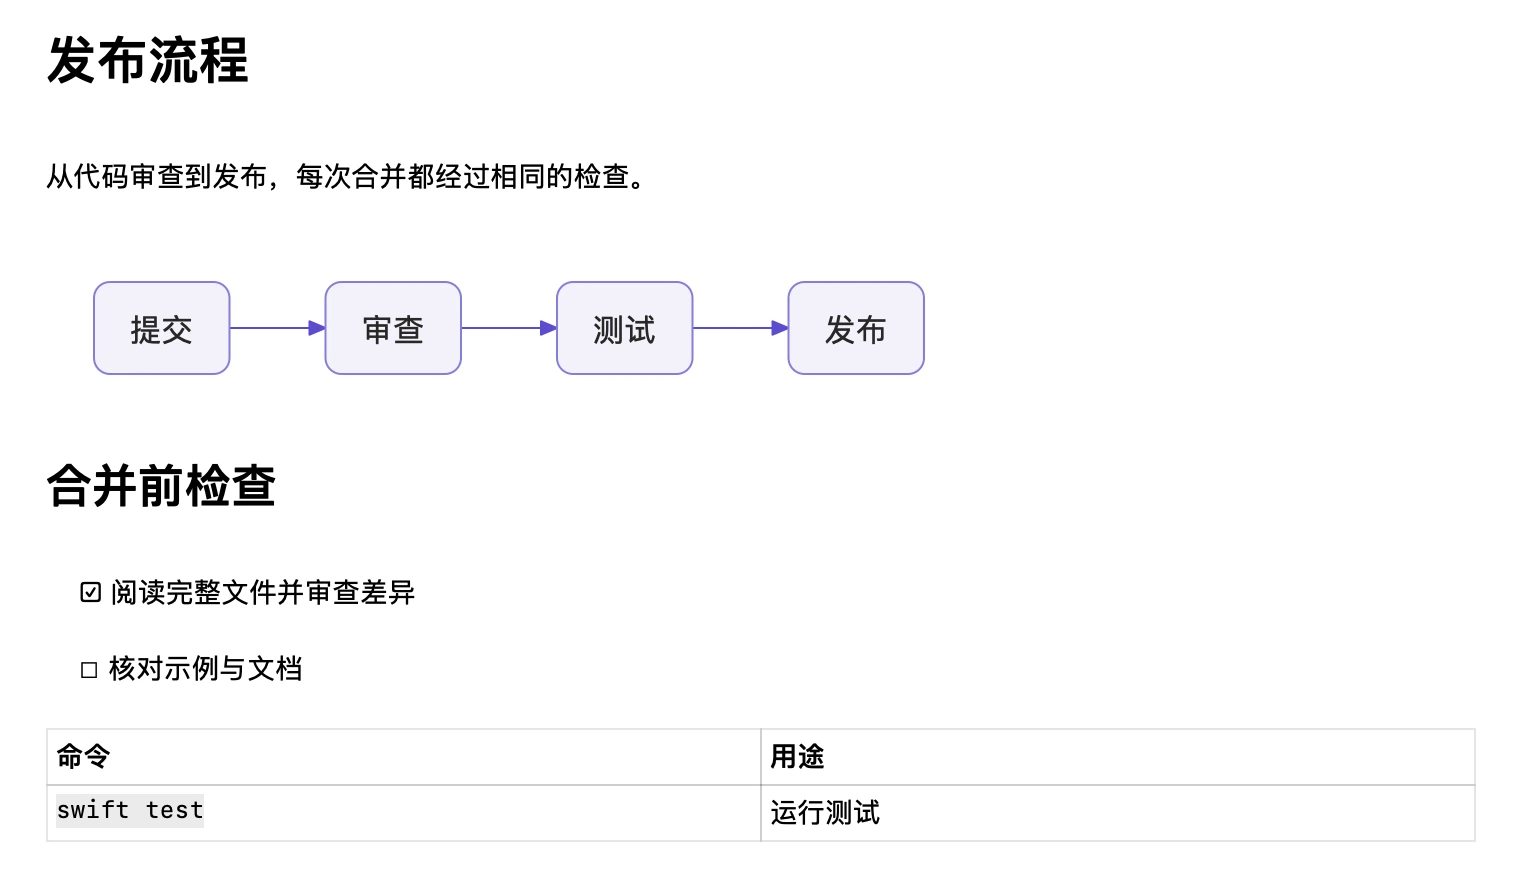 发布流程
从代码审查到发布，每次合并都经过相同的检查。
提交 审查 测试 发布
合并前检查
☑ 阅读完整文件并审查差异
☐ 核对示例与文档
命令 用途
swift test 运行测试